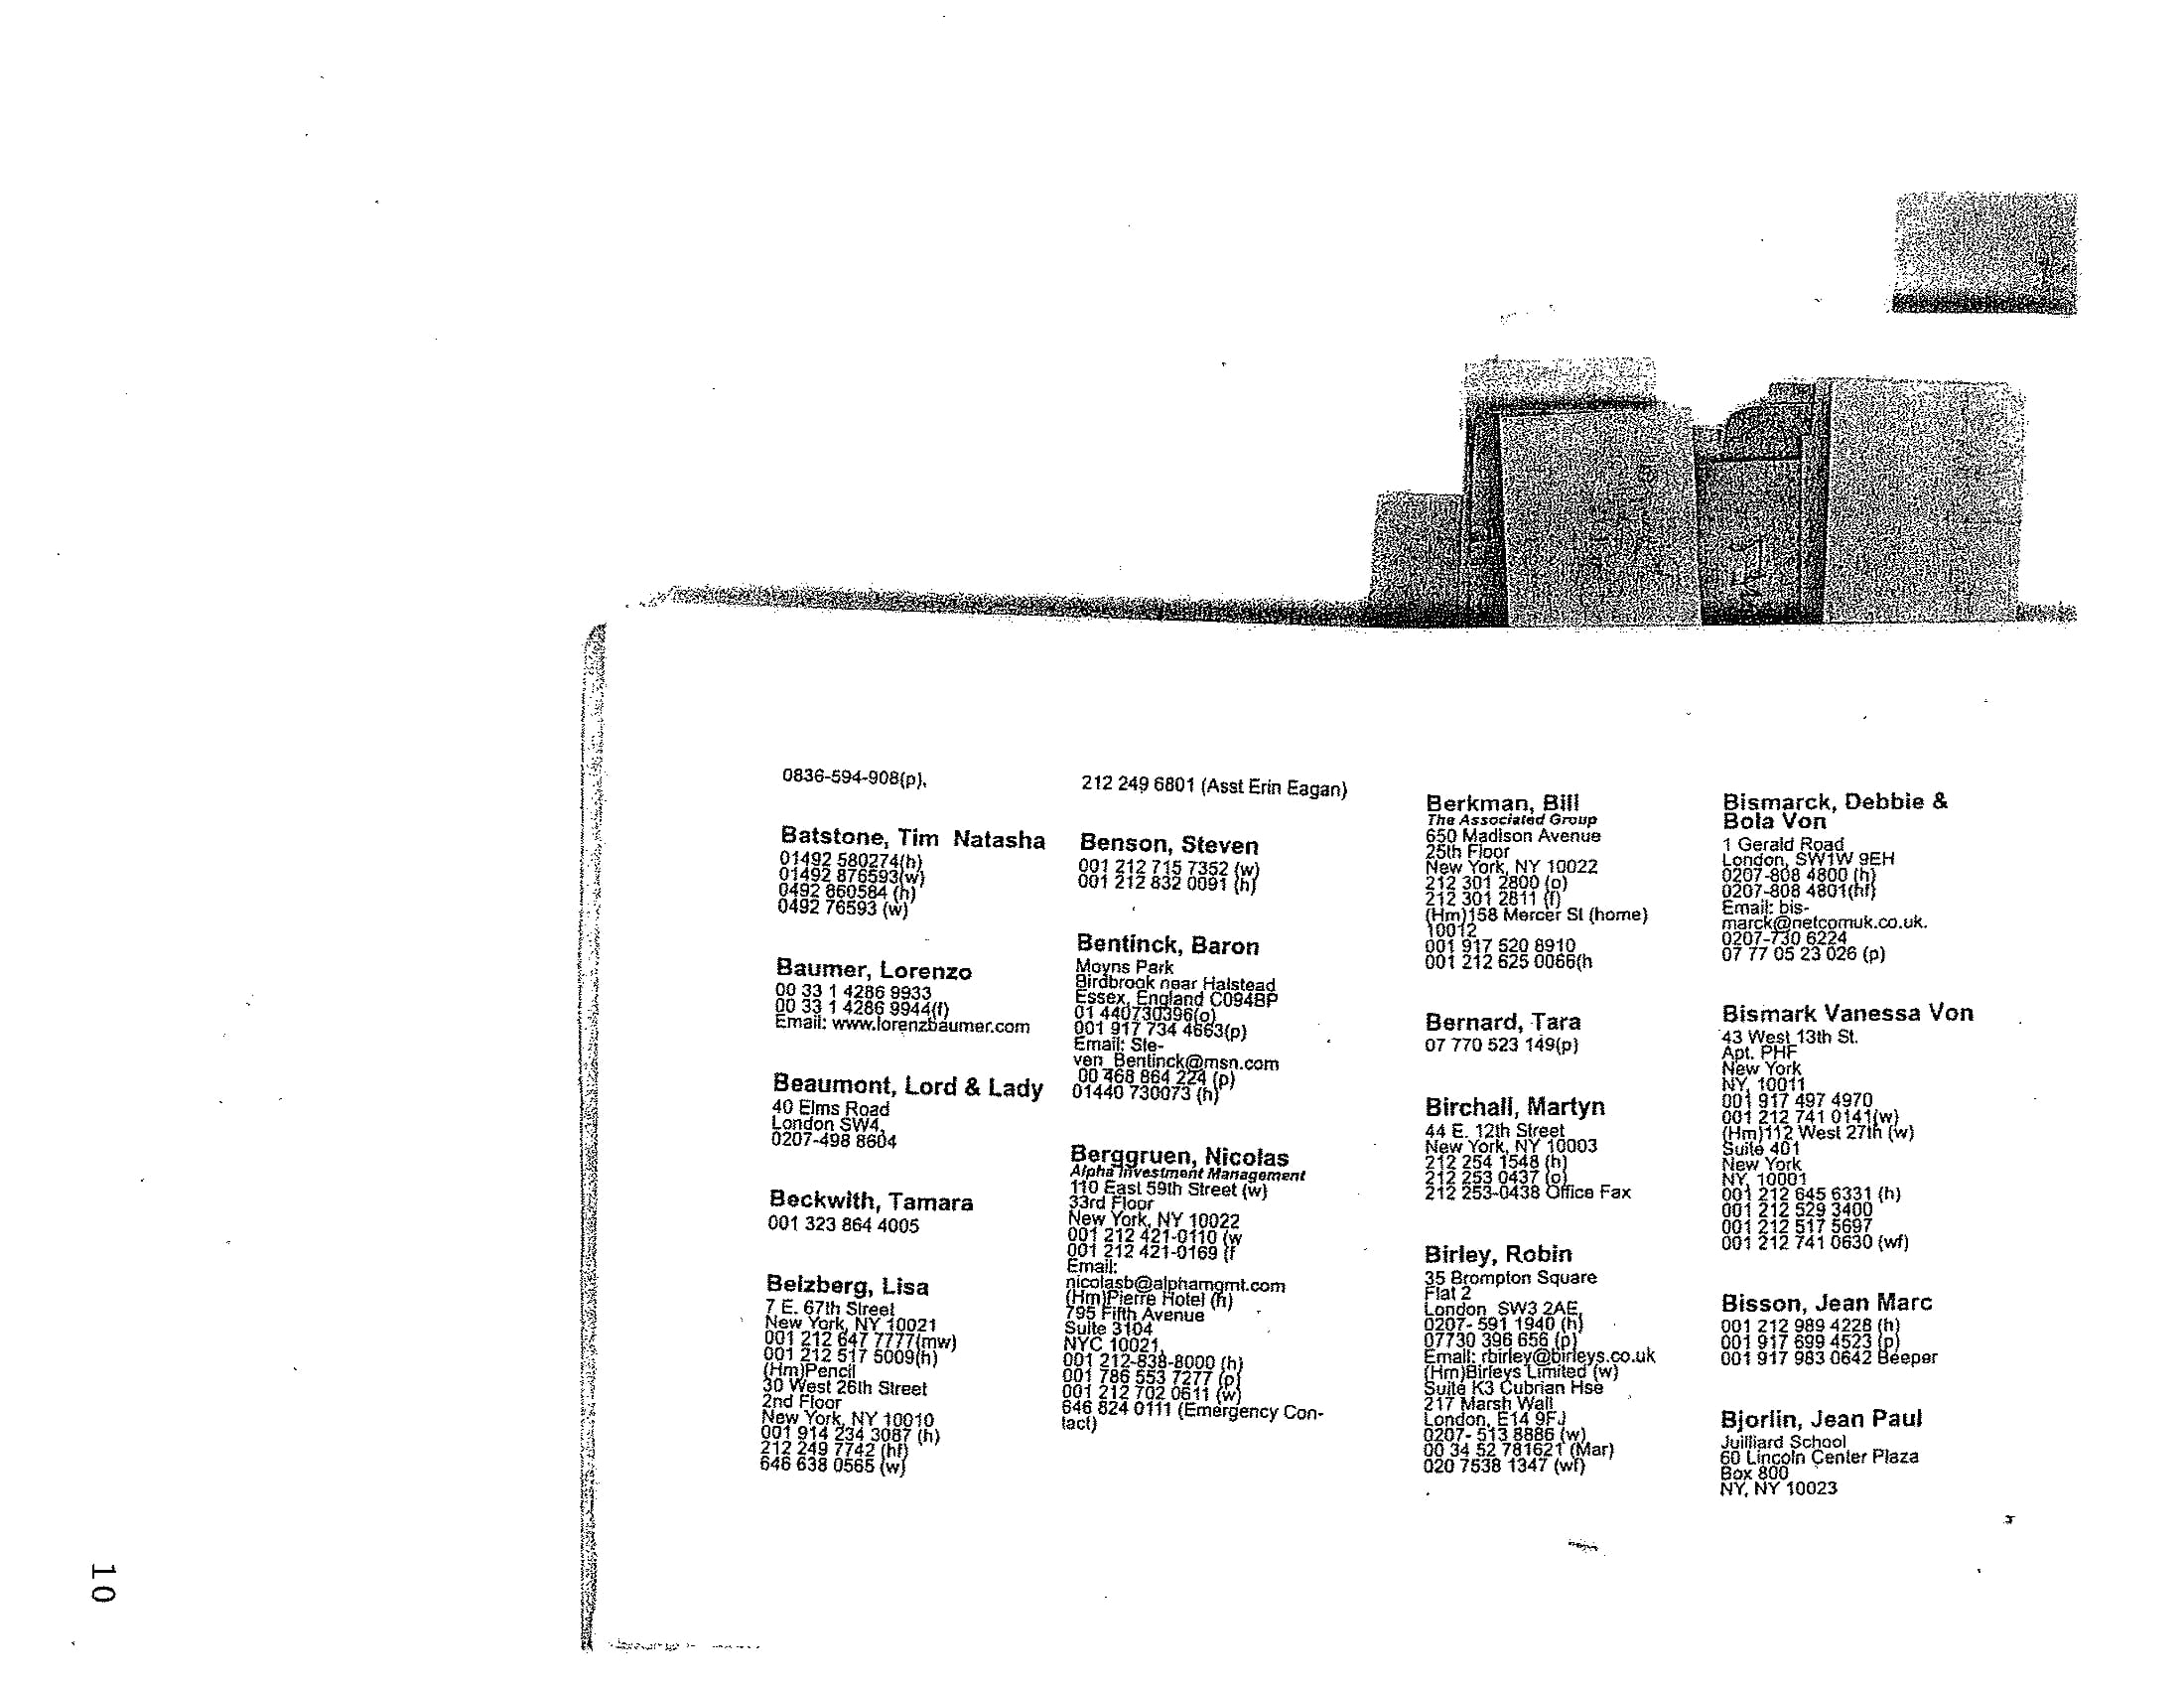 0836-594-908(p),
Batstone, Tim Natasha
01492 580274(h)
01492 876593(w)
0492 860584 (h)
0492 76593 (w)
Baumer, Lorenzo
00 33 1 4286 9933
00 33 1 4286 9944(f)
Email: www.lorenzbaumer.com
Beaumont, Lord & Lady
40 Elms Road
London SW4,
0207-498 8604
Beckwith, Tamara
001 323 864 4005
Belzberg, Lisa
7 E. 67th Street
New York, NY 10021
001 212 647 7777(mw)
001 212 517 5009(h)
(Hm)Pencil
30 West 26th Street
2nd Floor
New York, NY 10010
001 914 234 3087 (h)
212 249 7742 (hf)
646 638 0565 (w)
212 249 6801 (Asst Erin Eagan)
Benson, Steven
001 212 715 7352 (w)
001 212 832 0091 (h)
Bentinck, Baron
Moyns Park
Birdbrook near Halstead
Essex, England C094BP
01 440730396(o)
001 917 734 4663(p)
Email: Ste-
ven_Bentinck@msn.com
00 468 864 224 (p)
01440 730073 (h)
Berggruen, Nicolas
Alpha Investment Management
110 East 59th Street (w)
33rd Floor
New York, NY 10022
001 212 421-0110 (w
001 212 421-0169 (f
Email:
nicolasb@alphamgmt.com
(Hm)Pierre Hotel (h)
795 Fifth Avenue
Suite 3104
NYC 10021,
001 212-838-8000 (h)
001 786 553 7277 (p)
001 212 702 0611 (w)
646 824 0111 (Emergency Con-
tact)
Berkman, Bill
The Associated Group
650 Madison Avenue
25th Floor
New York, NY 10022
212 301 2800 (o)
212 301 2811 (f)
(Hm)158 Mercer St (home)
10012
001 917 520 8910
001 212 625 0066(h
Bernard, Tara
07 770 523 149(p)
Birchall, Martyn
44 E. 12th Street
New York, NY 10003
212 254 1548 (h)
212 253 0437 (o)
212 253-0438 Office Fax
Birley, Robin
35 Brompton Square
Flat 2
London SW3 2AE,
0207- 591 1940 (h)
07730 396 656 (p)
Email: rbirley@birleys.co.uk
(Hm)Birleys Limited (w)
Suite K3 Cubrian Hse
217 Marsh Wall
London, E14 9FJ
0207- 513 8886 (w)
00 34 52 781621 (Mar)
020 7538 1347 (wf)
Bismarck, Debbie &
Bola Von
1 Gerald Road
London, SW1W 9EH
0207-808 4800 (h)
0207-808 4801(hf)
Email: bis-
marck@netcomuk.co.uk.
0207-730 6224
07 77 05 23 026 (p)
Bismark Vanessa Von
43 West 13th St.
Apt. PHF
New York
NY, 10011
001 917 497 4970
001 212 741 0141(w)
(Hm)112 West 27th (w)
Suite 401
New York
NY, 10001
001 212 645 6331 (h)
001 212 529 3400
001 212 517 5697
001 212 741 0630 (wf)
Bisson, Jean Marc
001 212 989 4228 (h)
001 917 699 4523 (p)
001 917 983 0642 Beeper
Bjorlin, Jean Paul
Juilliard School
60 Lincoln Center Plaza
Box 800
NY, NY 10023
10